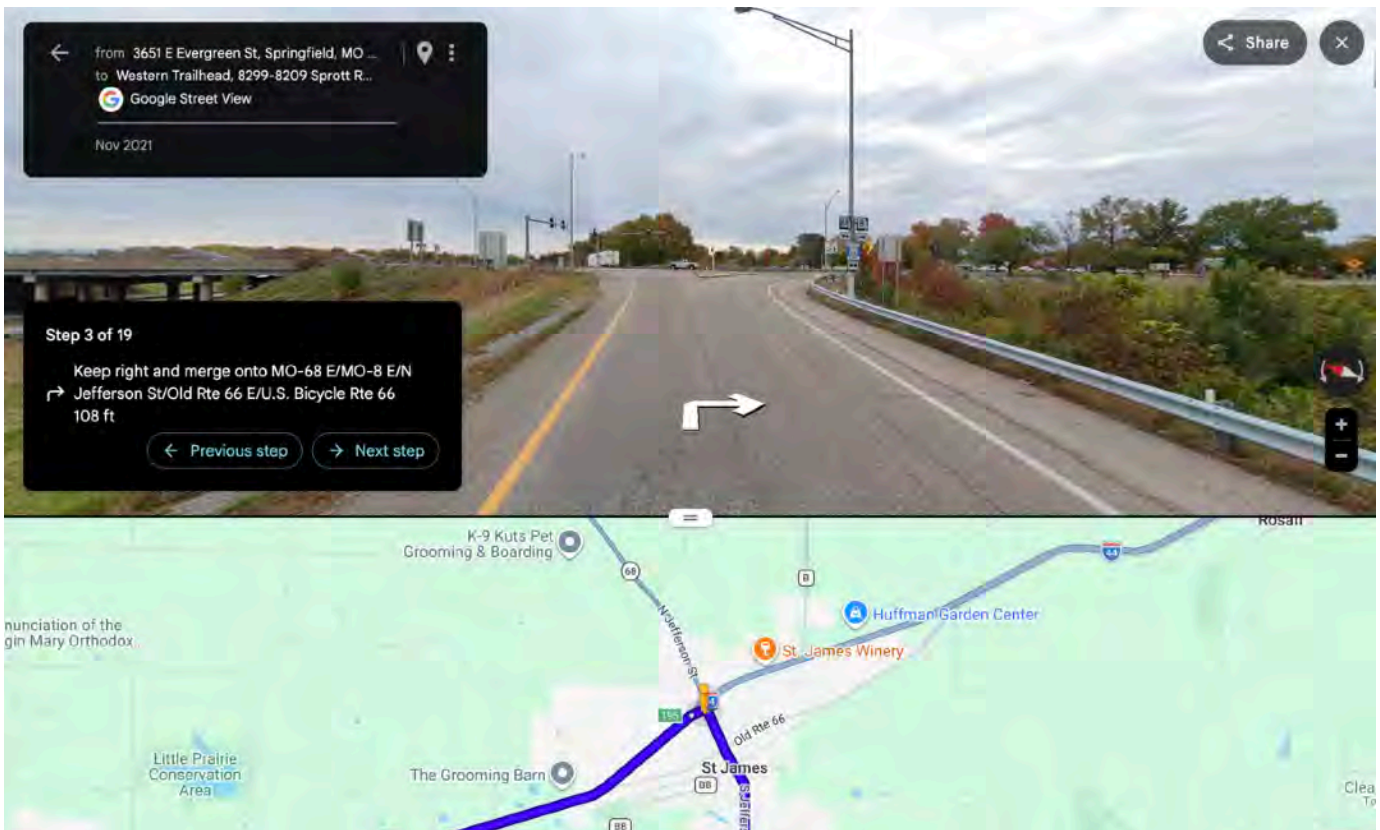 from 3651 E Evergreen St, Springfield, MO ...
to Western Trailhead, 8299-8209 Sprott R...
Google Street View
Nov 2021
Share
Step 3 of 19
Keep right and merge onto MO-68 E/MO-8 E/N
Jefferson St/Old Rte 66 E/U.S. Bicycle Rte 66
108 ft
Previous step
Next step
K-9 Kuts Pet
Grooming & Boarding
68
B
44
Huffman Garden Center
nunciation of the
gin Mary Orthodox
N Jefferson St
St. James Winery
195
Old Rte 66
Little Prairie
Conservation
Area
The Grooming Barn
St James
BB
BB
Clea